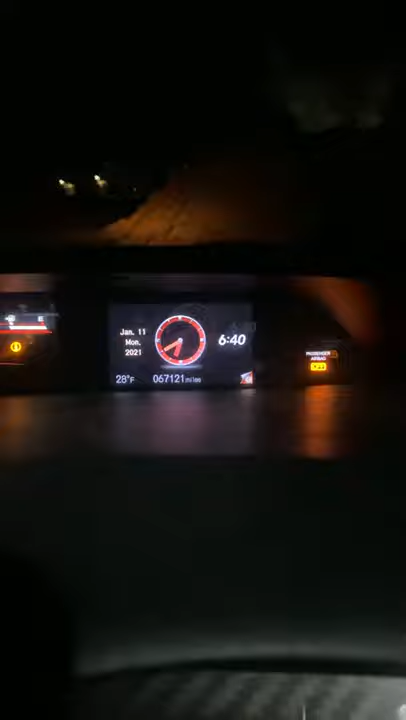 E
Jan. 11
Mon.
2021
6:40
PASSENGER
AIRBAG
28°F
067121 miles